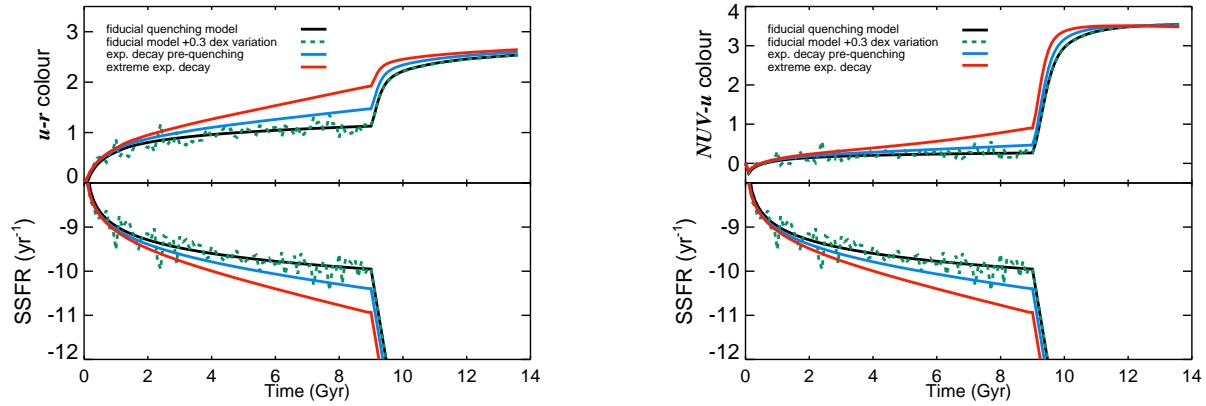 fiducial quenching model
fiducial model +0.3 dex variation
exp. decay pre-quenching
extreme exp. decay
u-r colour
3
2
1
0
SSFR (yr-1)
-9
-10
-11
-12
0 2 4 6 8 10 12 14
Time (Gyr)
fiducial quenching model
fiducial model +0.3 dex variation
exp. decay pre-quenching
extreme exp. decay
NUV-u colour
4
3
2
1
0
SSFR (yr-1)
-9
-10
-11
-12
0 2 4 6 8 10 12 14
Time (Gyr)